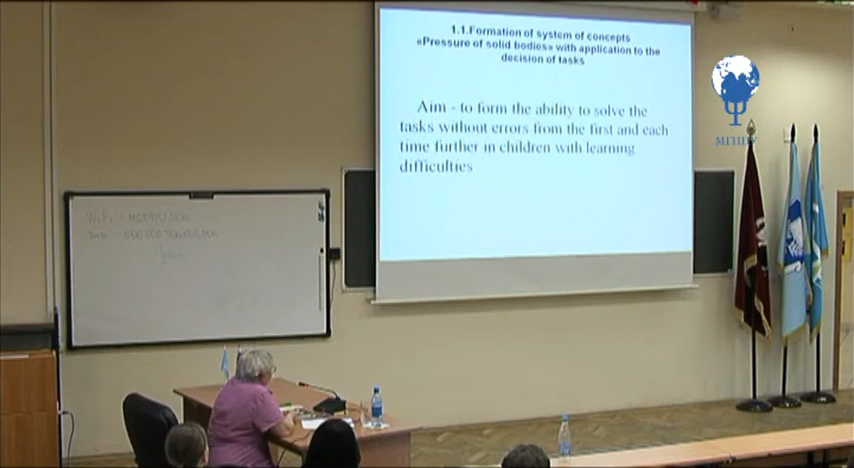 1.1.Formation of system of concepts
«Pressure of solid bodies» with application to the
decision of tasks
Aim - to form the ability to solve the
tasks without errors from the first and each
time further in children with learning
difficulties
МГППУ
Wi Fi -